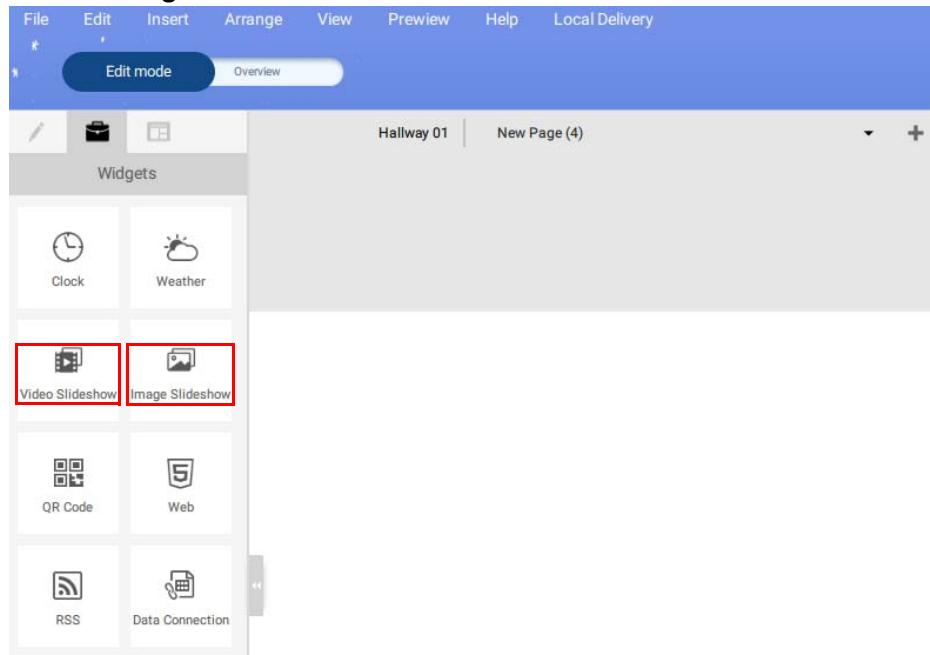 File Edit Insert Arrange View Prewiew Help Local Delivery
Edit mode Overview
Hallway 01 New Page (4)
Widgets
Clock Weather
Video Slideshow Image Slideshow
QR Code Web
RSS Data Connection